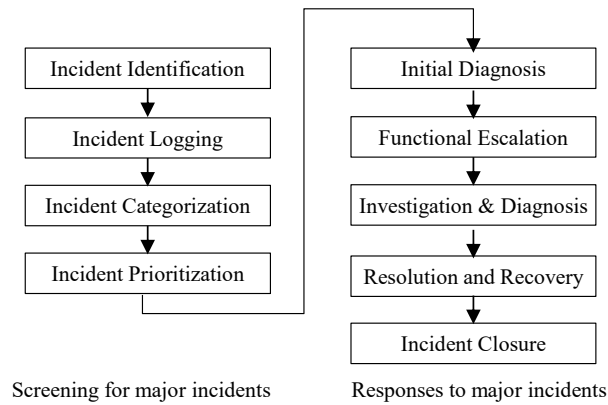 Incident Identification
Incident Logging
Incident Categorization
Incident Prioritization
Screening for major incidents
Initial Diagnosis
Functional Escalation
Investigation & Diagnosis
Resolution and Recovery
Incident Closure
Responses to major incidents